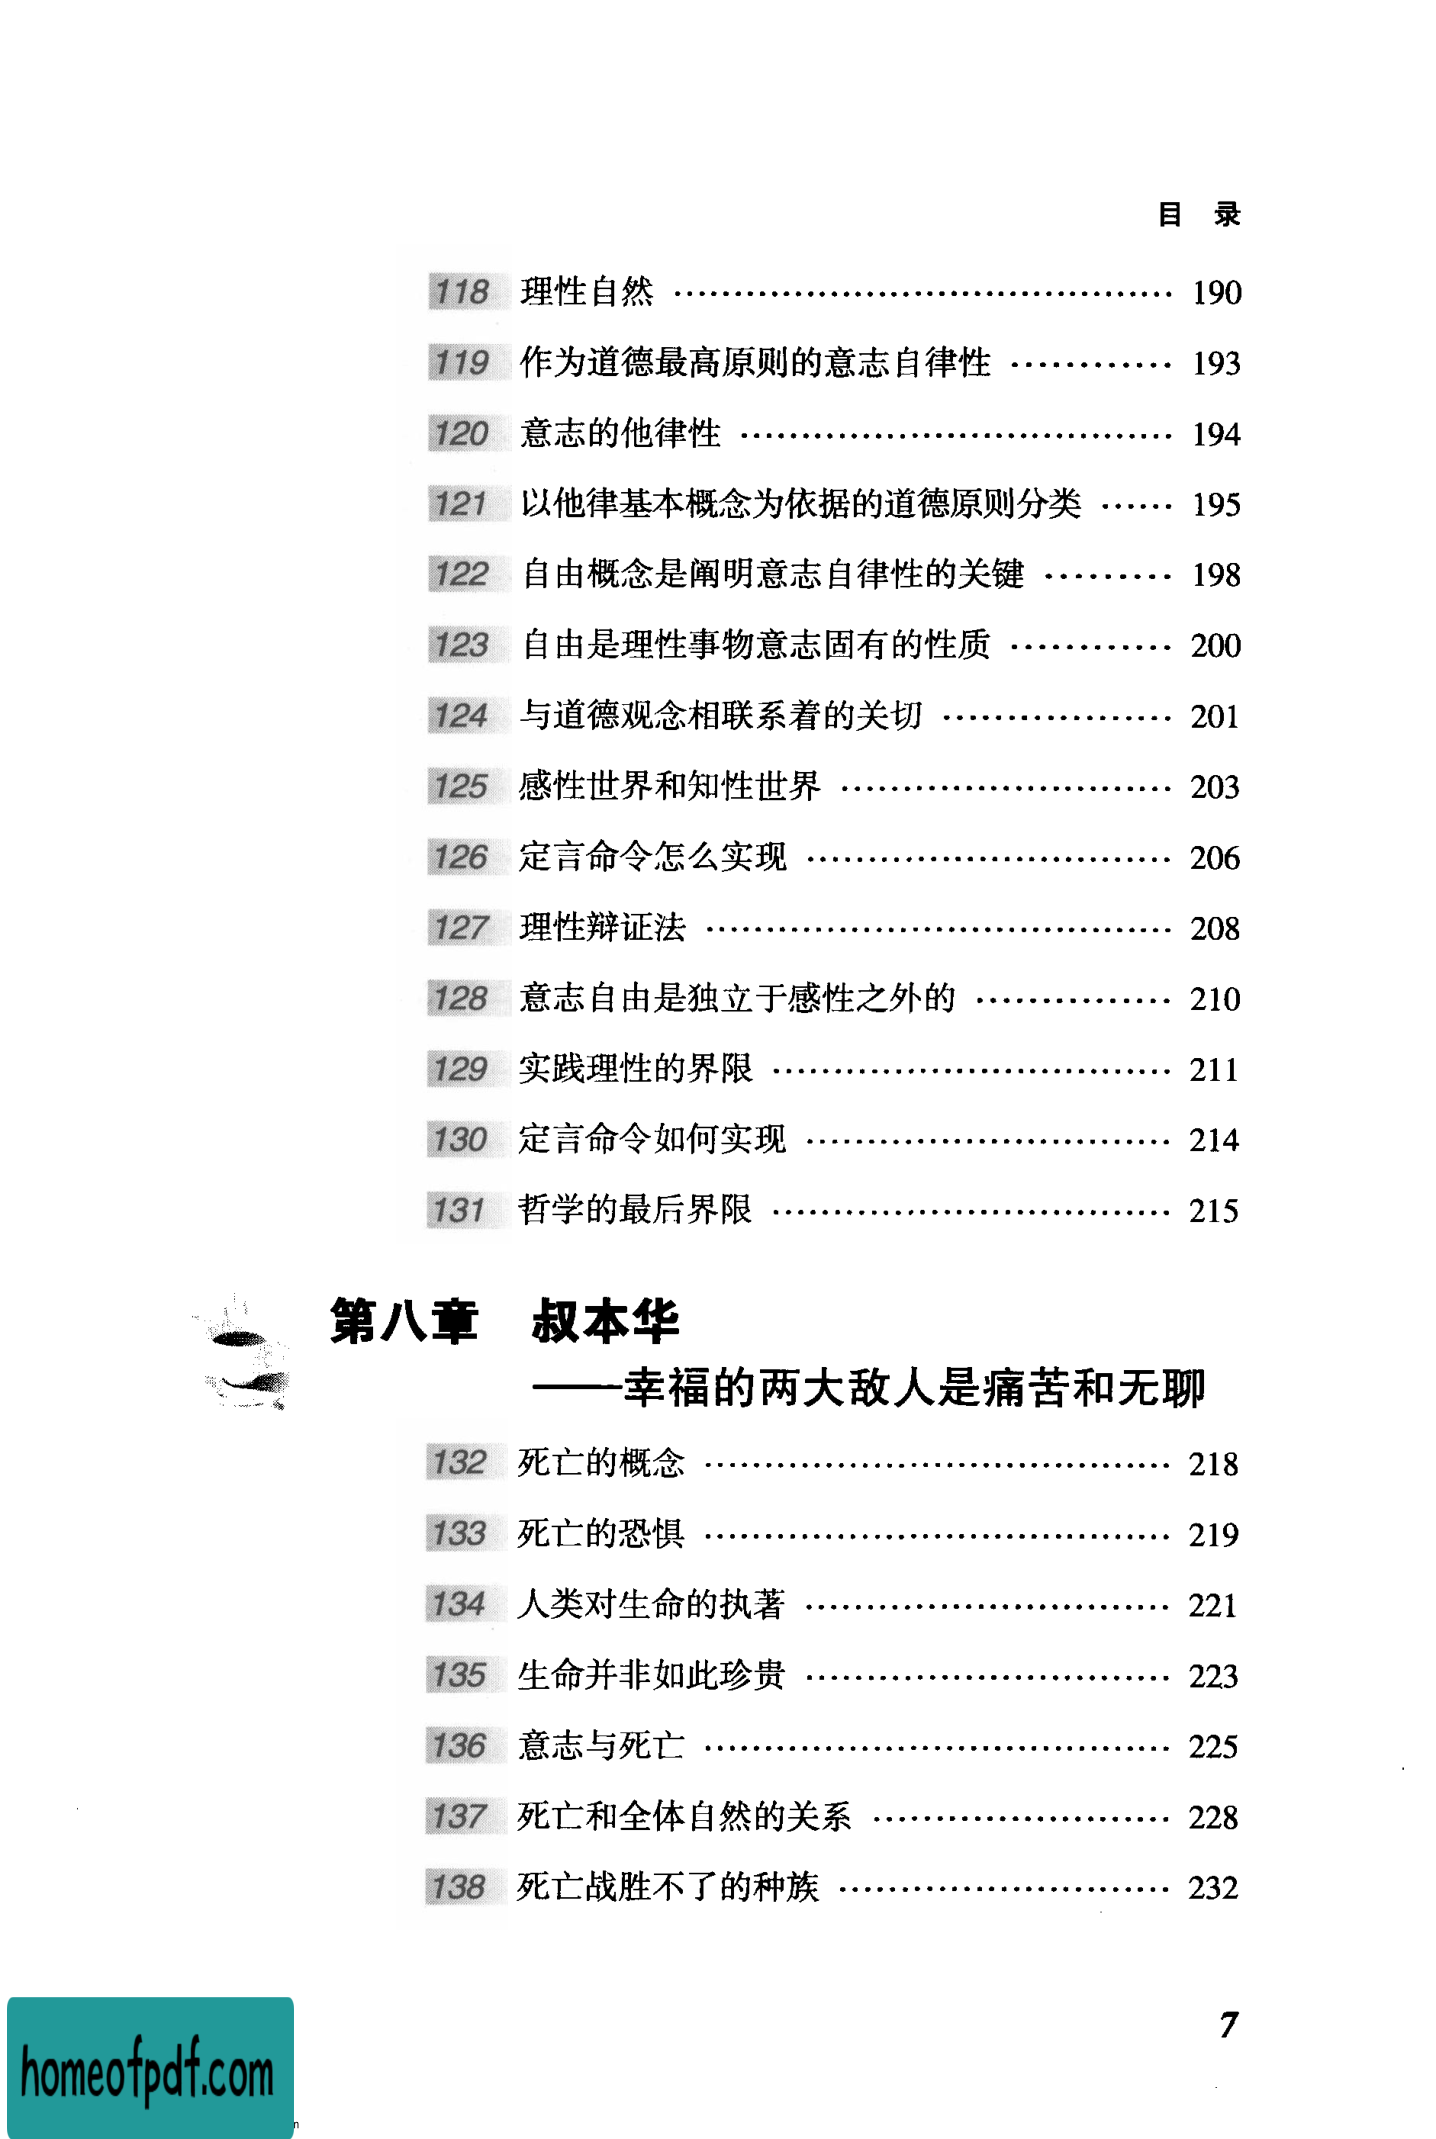 目 录
118 理性自然 …… 190
119 作为道德最高原则的意志自律性 …… 193
120 意志的他律性 …… 194
121 以他律基本概念为依据的道德原则分类 …… 195
122 自由概念是阐明意志自律性的关键 …… 198
123 自由是理性事物意志固有的性质 …… 200
124 与道德观念相联系着的关切 …… 201
125 感性世界和知性世界 …… 203
126 定言命令怎么实现 …… 206
127 理性辩证法 …… 208
128 意志自由是独立于感性之外的 …… 210
129 实践理性的界限 …… 211
130 定言命令如何实现 …… 214
131 哲学的最后界限 …… 215
第八章 叔本华
——幸福的两大敌人是痛苦和无聊
132 死亡的概念 …… 218
133 死亡的恐惧 …… 219
134 人类对生命的执著 …… 221
135 生命并非如此珍贵 …… 223
136 意志与死亡 …… 225
137 死亡和全体自然的关系 …… 228
138 死亡战胜不了的种族 …… 232
7
homeofpdf.com
n